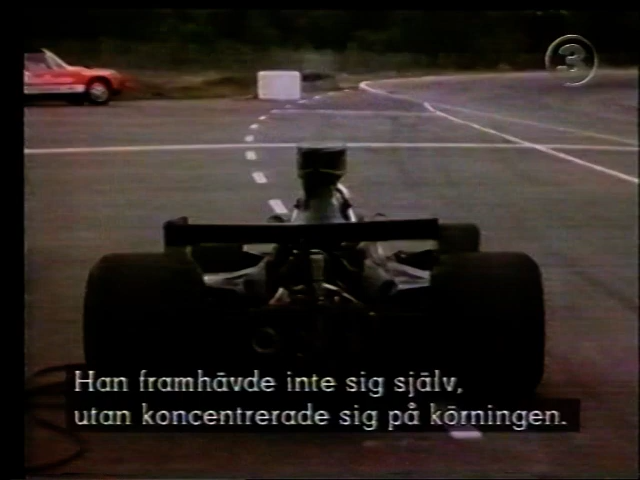 3
Han framhävde inte sig själv,
utan koncentrerade sig på körningen.